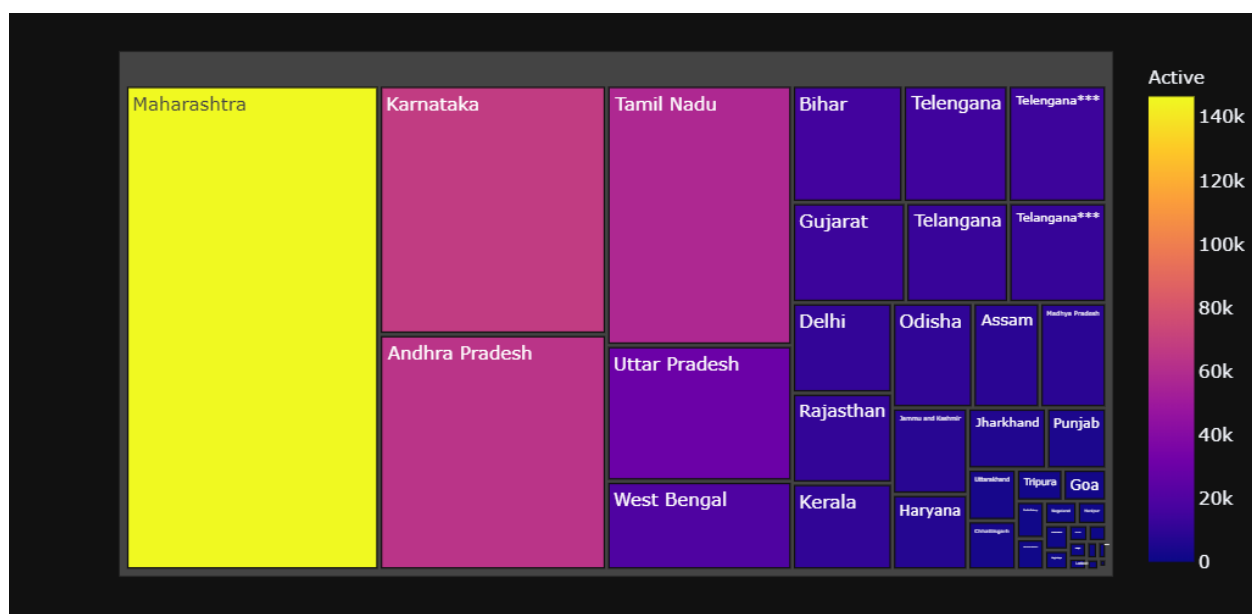 Active
Maharashtra
Karnataka
Tamil Nadu
Bihar
Telengana
Telengana***
140k
120k
Gujarat
Telangana
Telangana***
100k
80k
Delhi
Odisha
Assam
Madhya Pradesh
Andhra Pradesh
Uttar Pradesh
60k
Rajasthan
Jammu and Kashmir
Jharkhand
Punjab
40k
Uttarakhand
Tripura
Goa
West Bengal
Kerala
Haryana
20k
Chhattisgarh
0